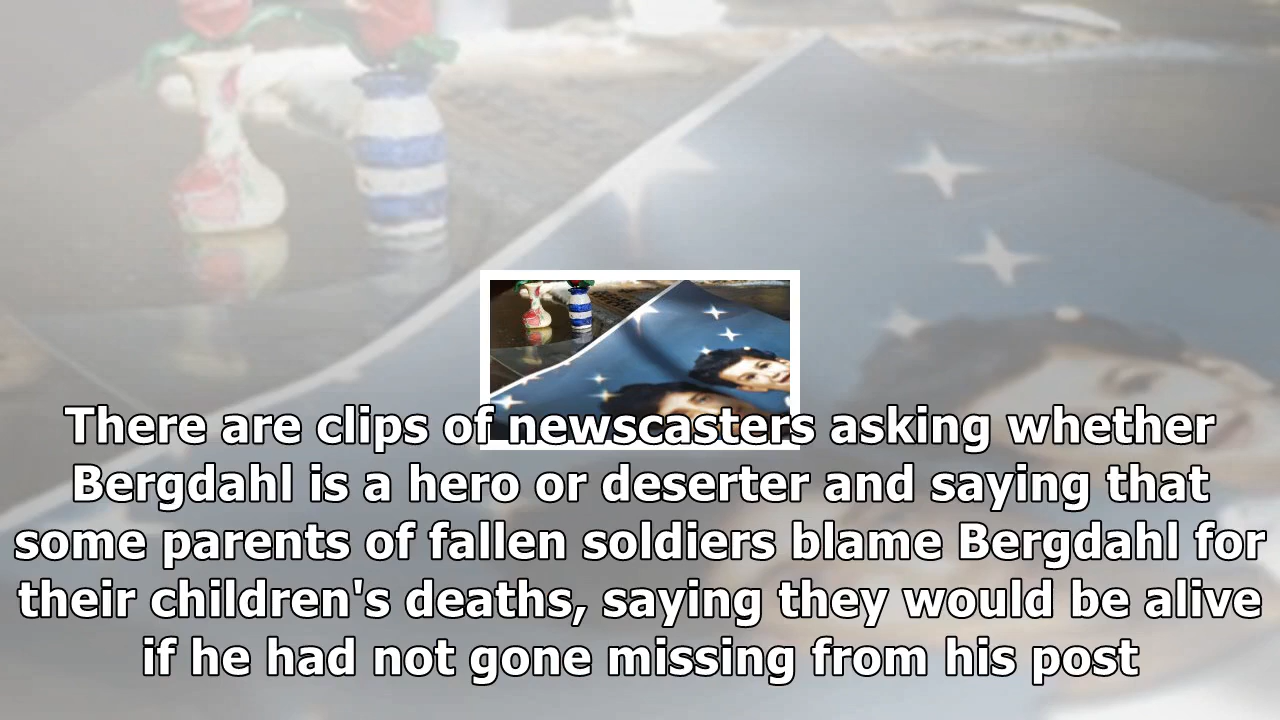 There are clips of newscasters asking whether
Bergdahl is a hero or deserter and saying that
some parents of fallen soldiers blame Bergdahl for
their children's deaths, saying they would be alive
if he had not gone missing from his post